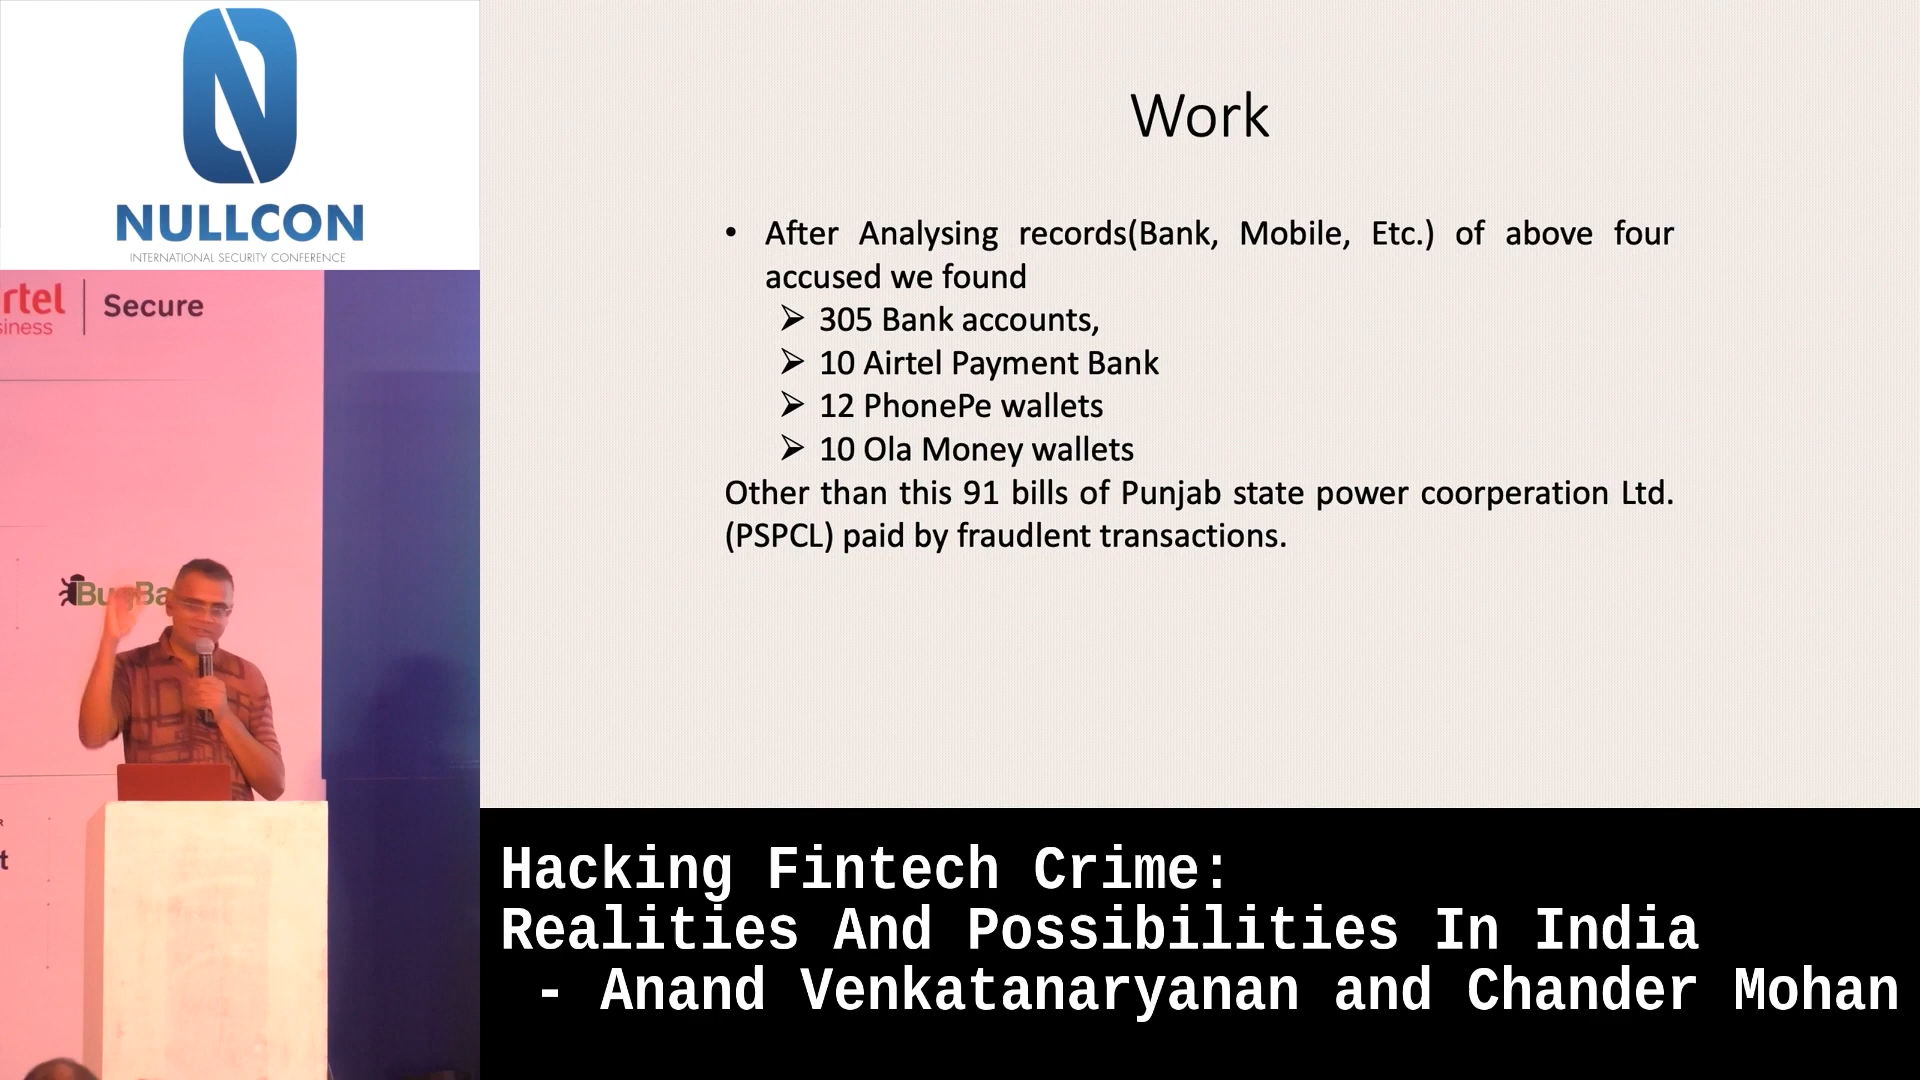 NULLCON
INTERNATIONAL SECURITY CONFERENCE
rtel
siness
Secure
BugBa
R
t
Work
• After Analysing records(Bank, Mobile, Etc.) of above four
accused we found
➢ 305 Bank accounts,
➢ 10 Airtel Payment Bank
➢ 12 PhonePe wallets
➢ 10 Ola Money wallets
Other than this 91 bills of Punjab state power coorperation Ltd.
(PSPCL) paid by fraudlent transactions.
Hacking Fintech Crime:
Realities And Possibilities In India
- Anand Venkatanaryanan and Chander Mohan